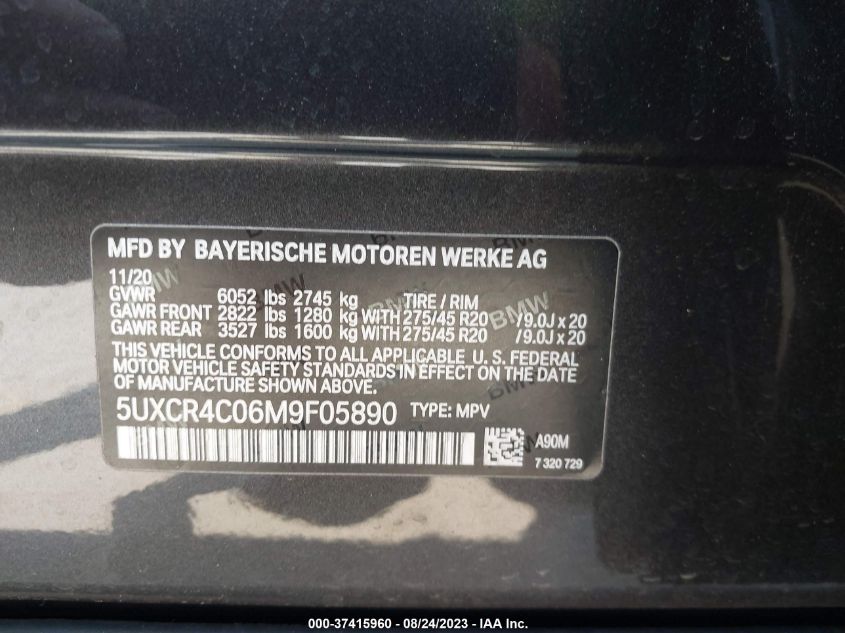 MFD BY BAYERISCHE MOTOREN WERKE AG
11/20
GVWR 6052 lbs 2745 kg TIRE / RIM
GAWR FRONT 2822 lbs 1280 kg WITH 275/45 R20 / 9.0J x 20
GAWR REAR 3527 lbs 1600 kg WITH 275/45 R20 / 9.0J x 20
THIS VEHICLE CONFORMS TO ALL APPLICABLE U. S. FEDERAL
MOTOR VEHICLE SAFETY STANDARDS IN EFFECT ON THE DATE
OF MANUFACTURE SHOWN ABOVE.
5UXCR4C06M9F05890 TYPE: MPV
A90M
7 320 729
000-37415960 - 08/24/2023 - IAA Inc.